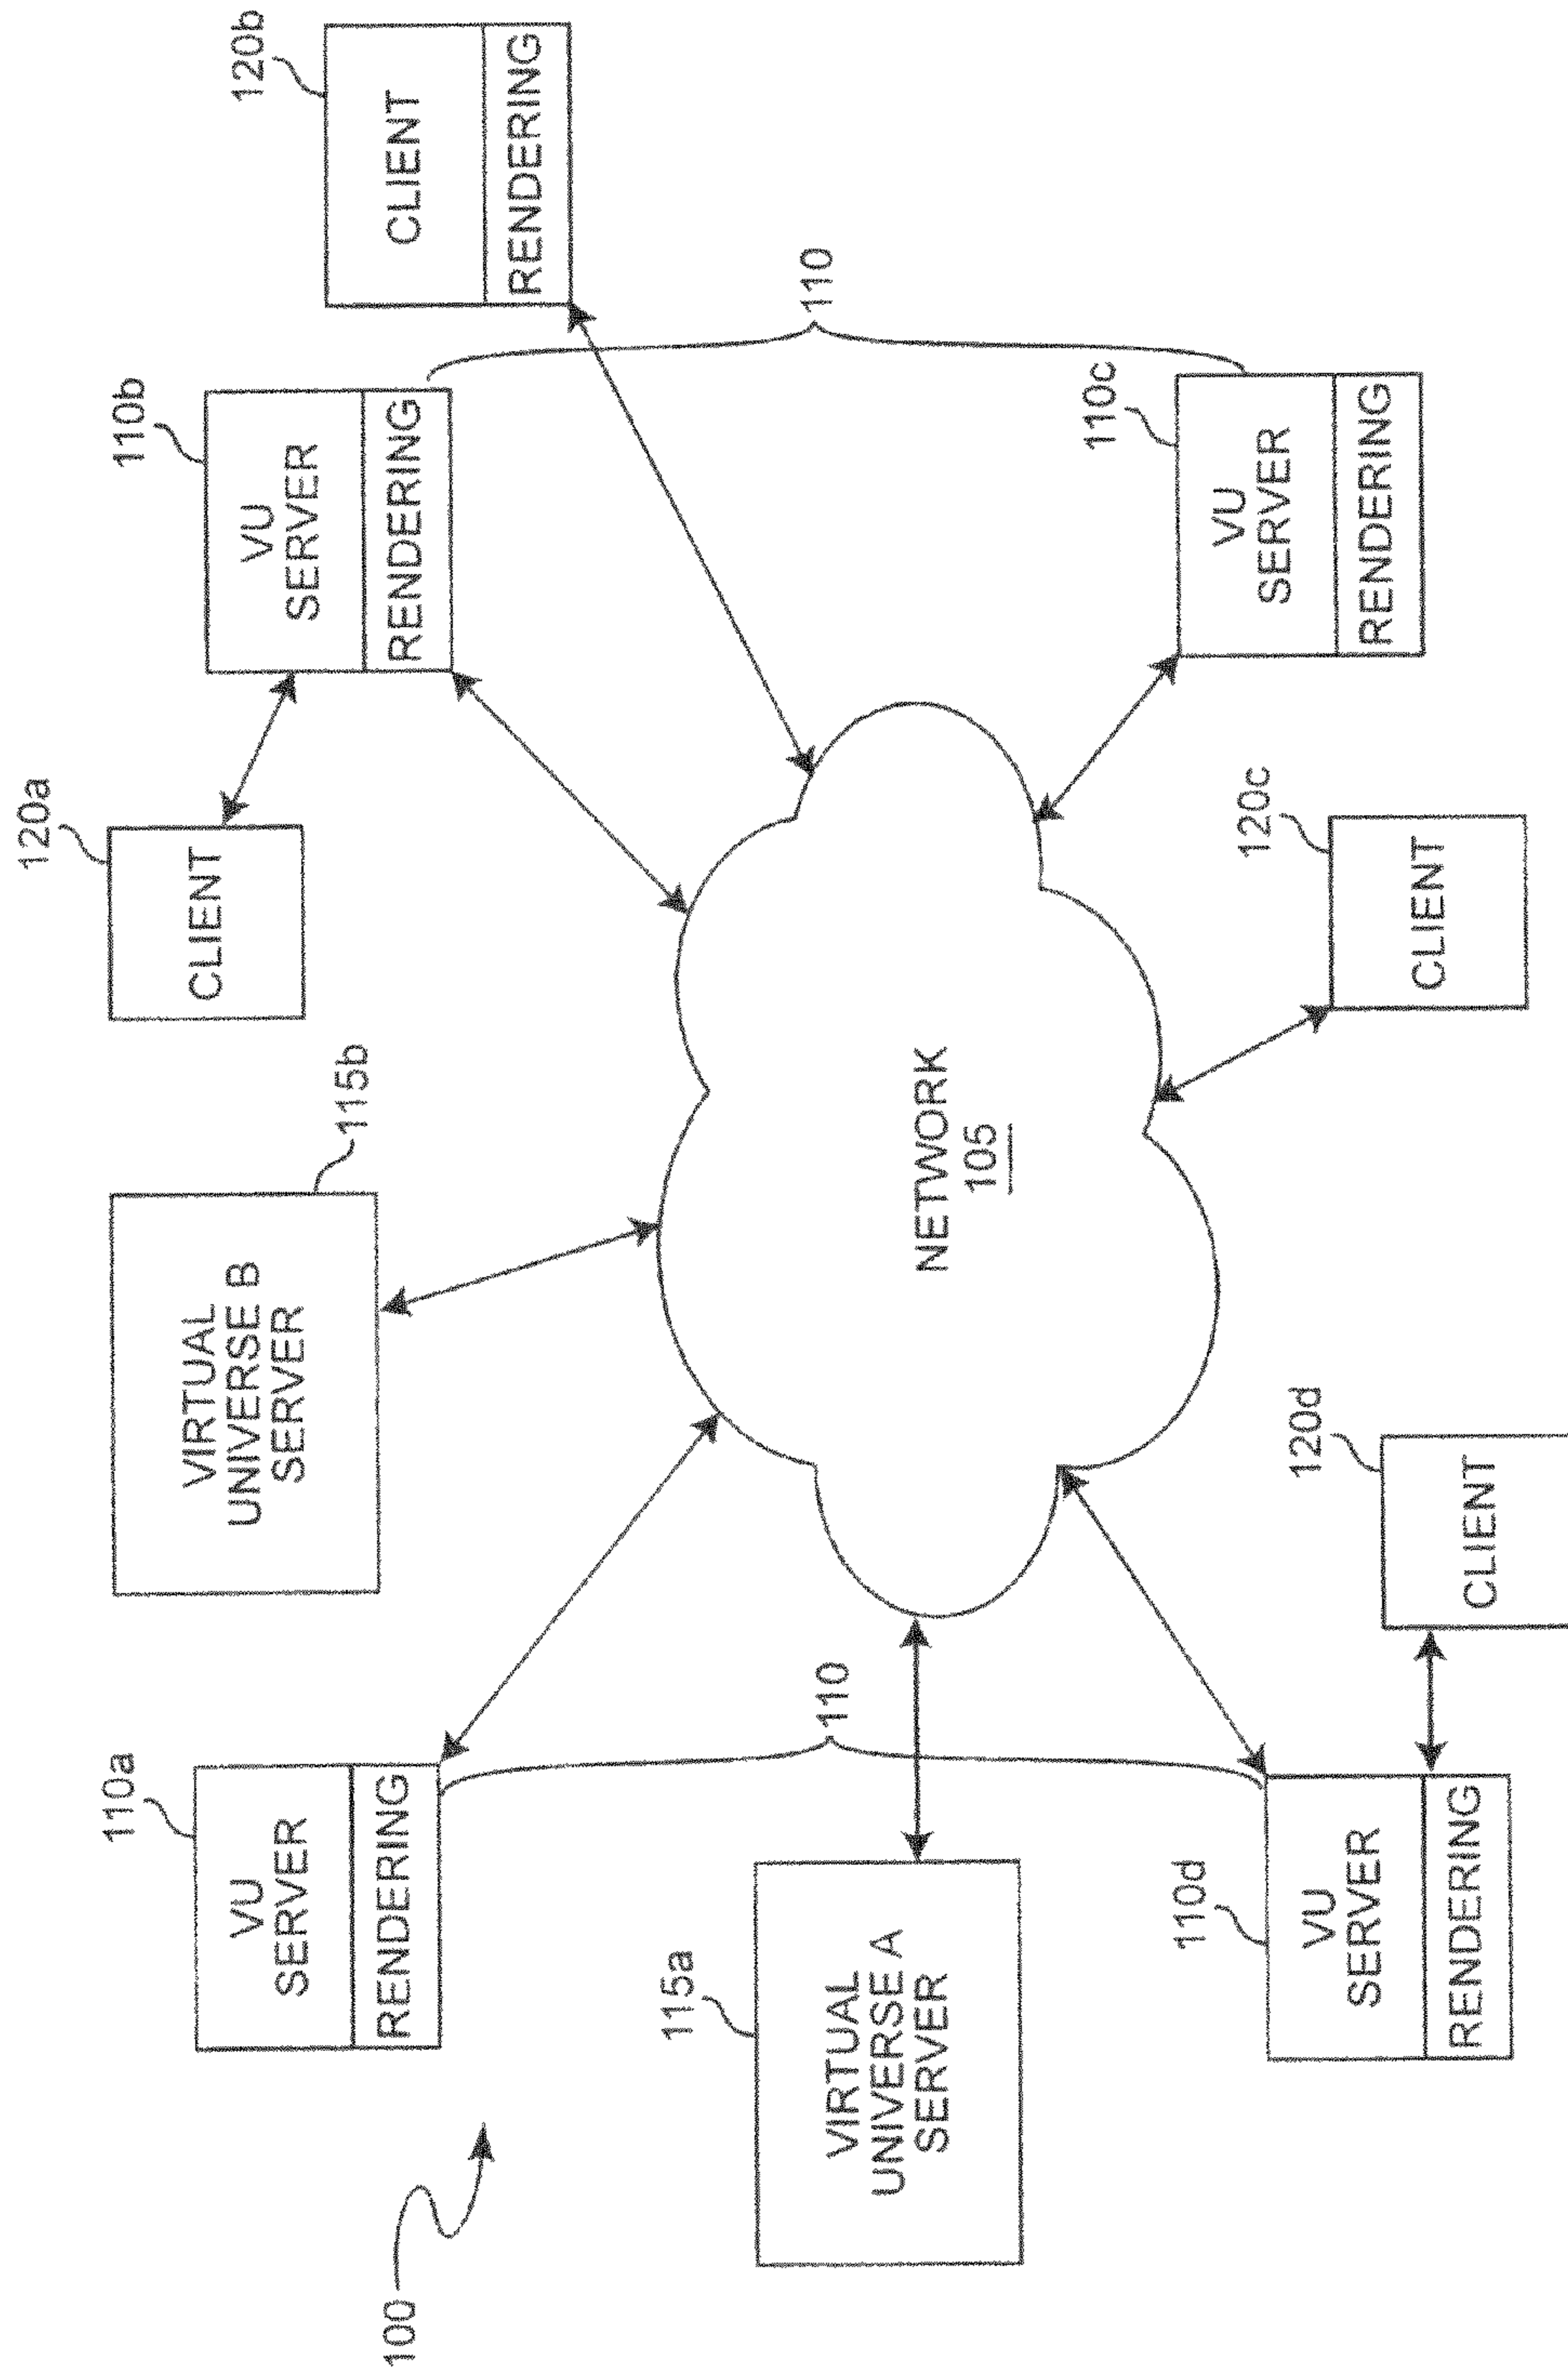 100
110a
VU
SERVER
RENDERING
115b
VIRTUAL
UNIVERSE B
SERVER
120a
CLIENT
110b
VU
SERVER
RENDERING
120b
CLIENT
RENDERING
115a
VIRTUAL
UNIVERSE A
SERVER
110
NETWORK
105
110
110d
VU
SERVER
RENDERING
120d
CLIENT
120c
CLIENT
110c
VU
SERVER
RENDERING